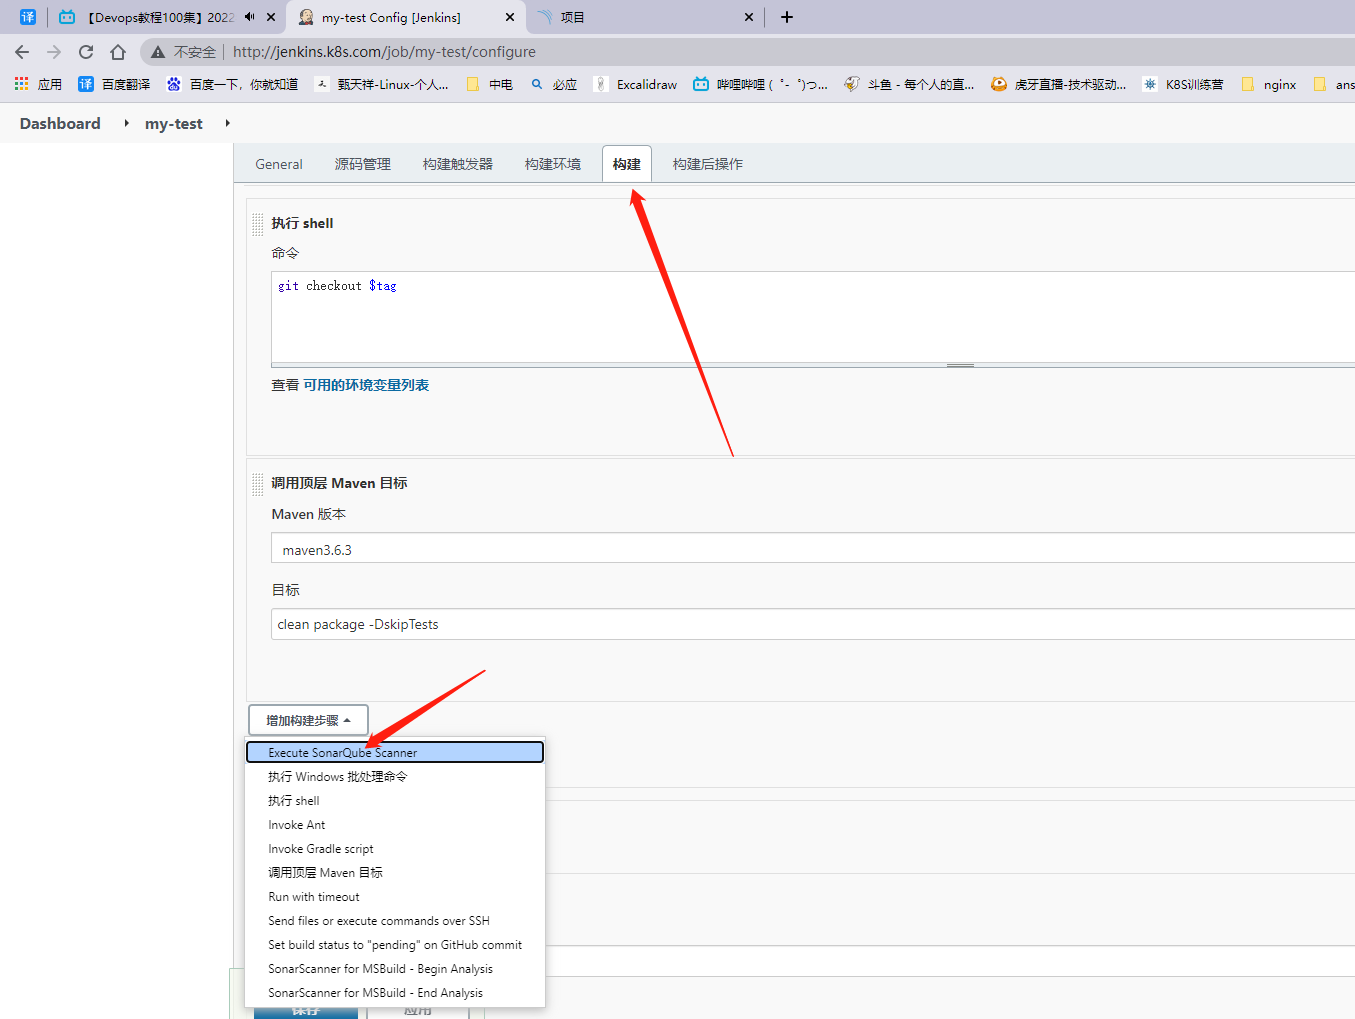 译
【Devops教程100集】2022
my-test Config [Jenkins]
项目
不安全
http://jenkins.k8s.com/job/my-test/configure
应用
译 百度翻译
百度一下，你就知道
甄天祥-Linux-个人...
中电
必应
Excalidraw
哔哩哔哩 (゜-゜)つ...
斗鱼 - 每个人的直...
虎牙直播-技术驱动...
K8S训练营
nginx
ans
Dashboard
my-test
General
源码管理
构建触发器
构建环境
构建
构建后操作
执行 shell
命令
git checkout $tag
查看 可用的环境变量列表
调用顶层 Maven 目标
Maven 版本
maven3.6.3
目标
clean package -DskipTests
增加构建步骤
Execute SonarQube Scanner
执行 Windows 批处理命令
执行 shell
Invoke Ant
Invoke Gradle script
调用顶层 Maven 目标
Run with timeout
Send files or execute commands over SSH
Set build status to "pending" on GitHub commit
SonarScanner for MSBuild - Begin Analysis
SonarScanner for MSBuild - End Analysis
保存
应用